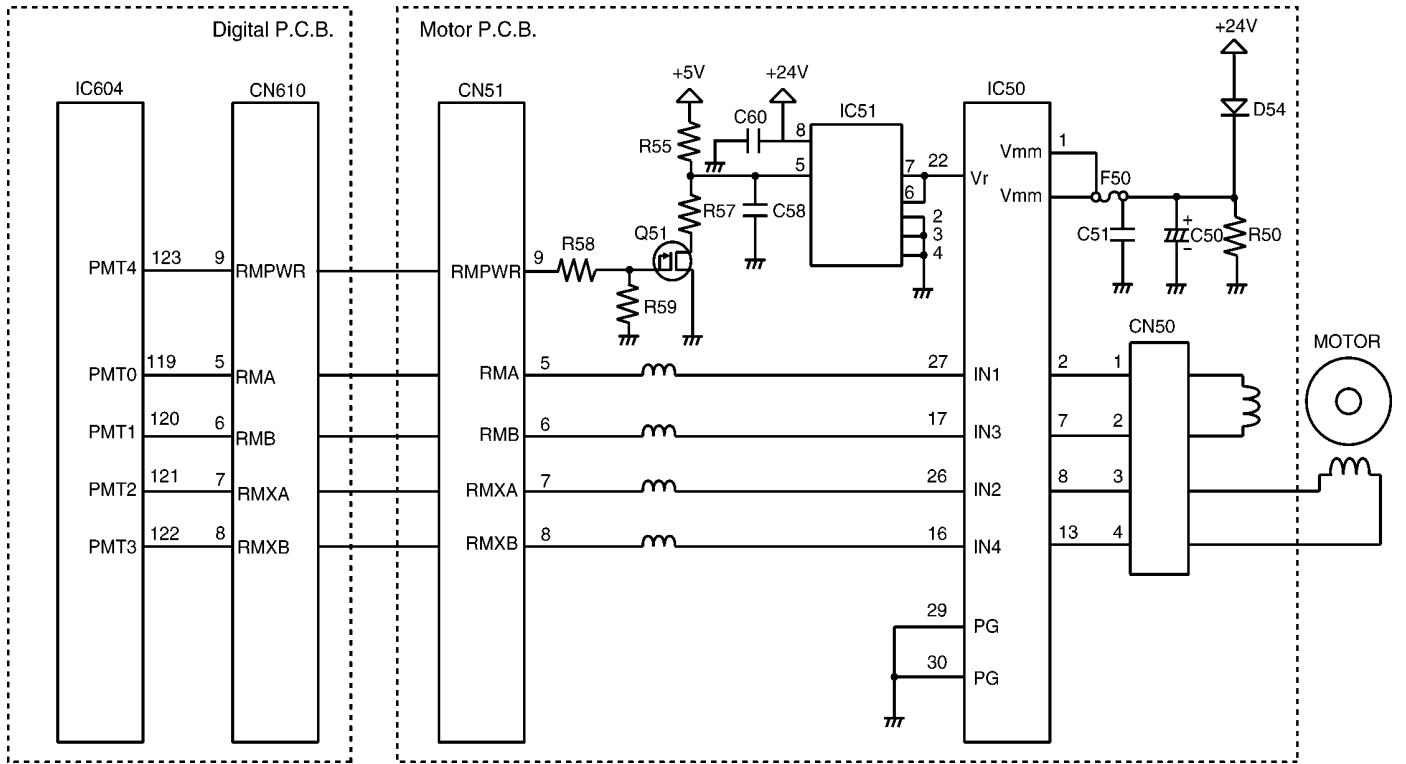 Digital P.C.B.
Motor P.C.B.
+24V
+5V
+24V
IC604
CN610
CN51
IC50
C60
8
IC51
D54
R55
1
Vmm
5
7
22
Vr
F50
6
Vmm
R57
C58
2
3
4
C51
+
C50
-
R50
Q51
R58
PMT4
123
9
RMPWR
RMPWR
9
R59
CN50
MOTOR
PMT0
119
5
RMA
RMA
5
27
IN1
2
1
PMT1
120
6
RMB
RMB
6
17
IN3
7
2
PMT2
121
7
RMXA
RMXA
7
26
IN2
8
3
PMT3
122
8
RMXB
RMXB
8
16
IN4
13
4
29
PG
30
PG